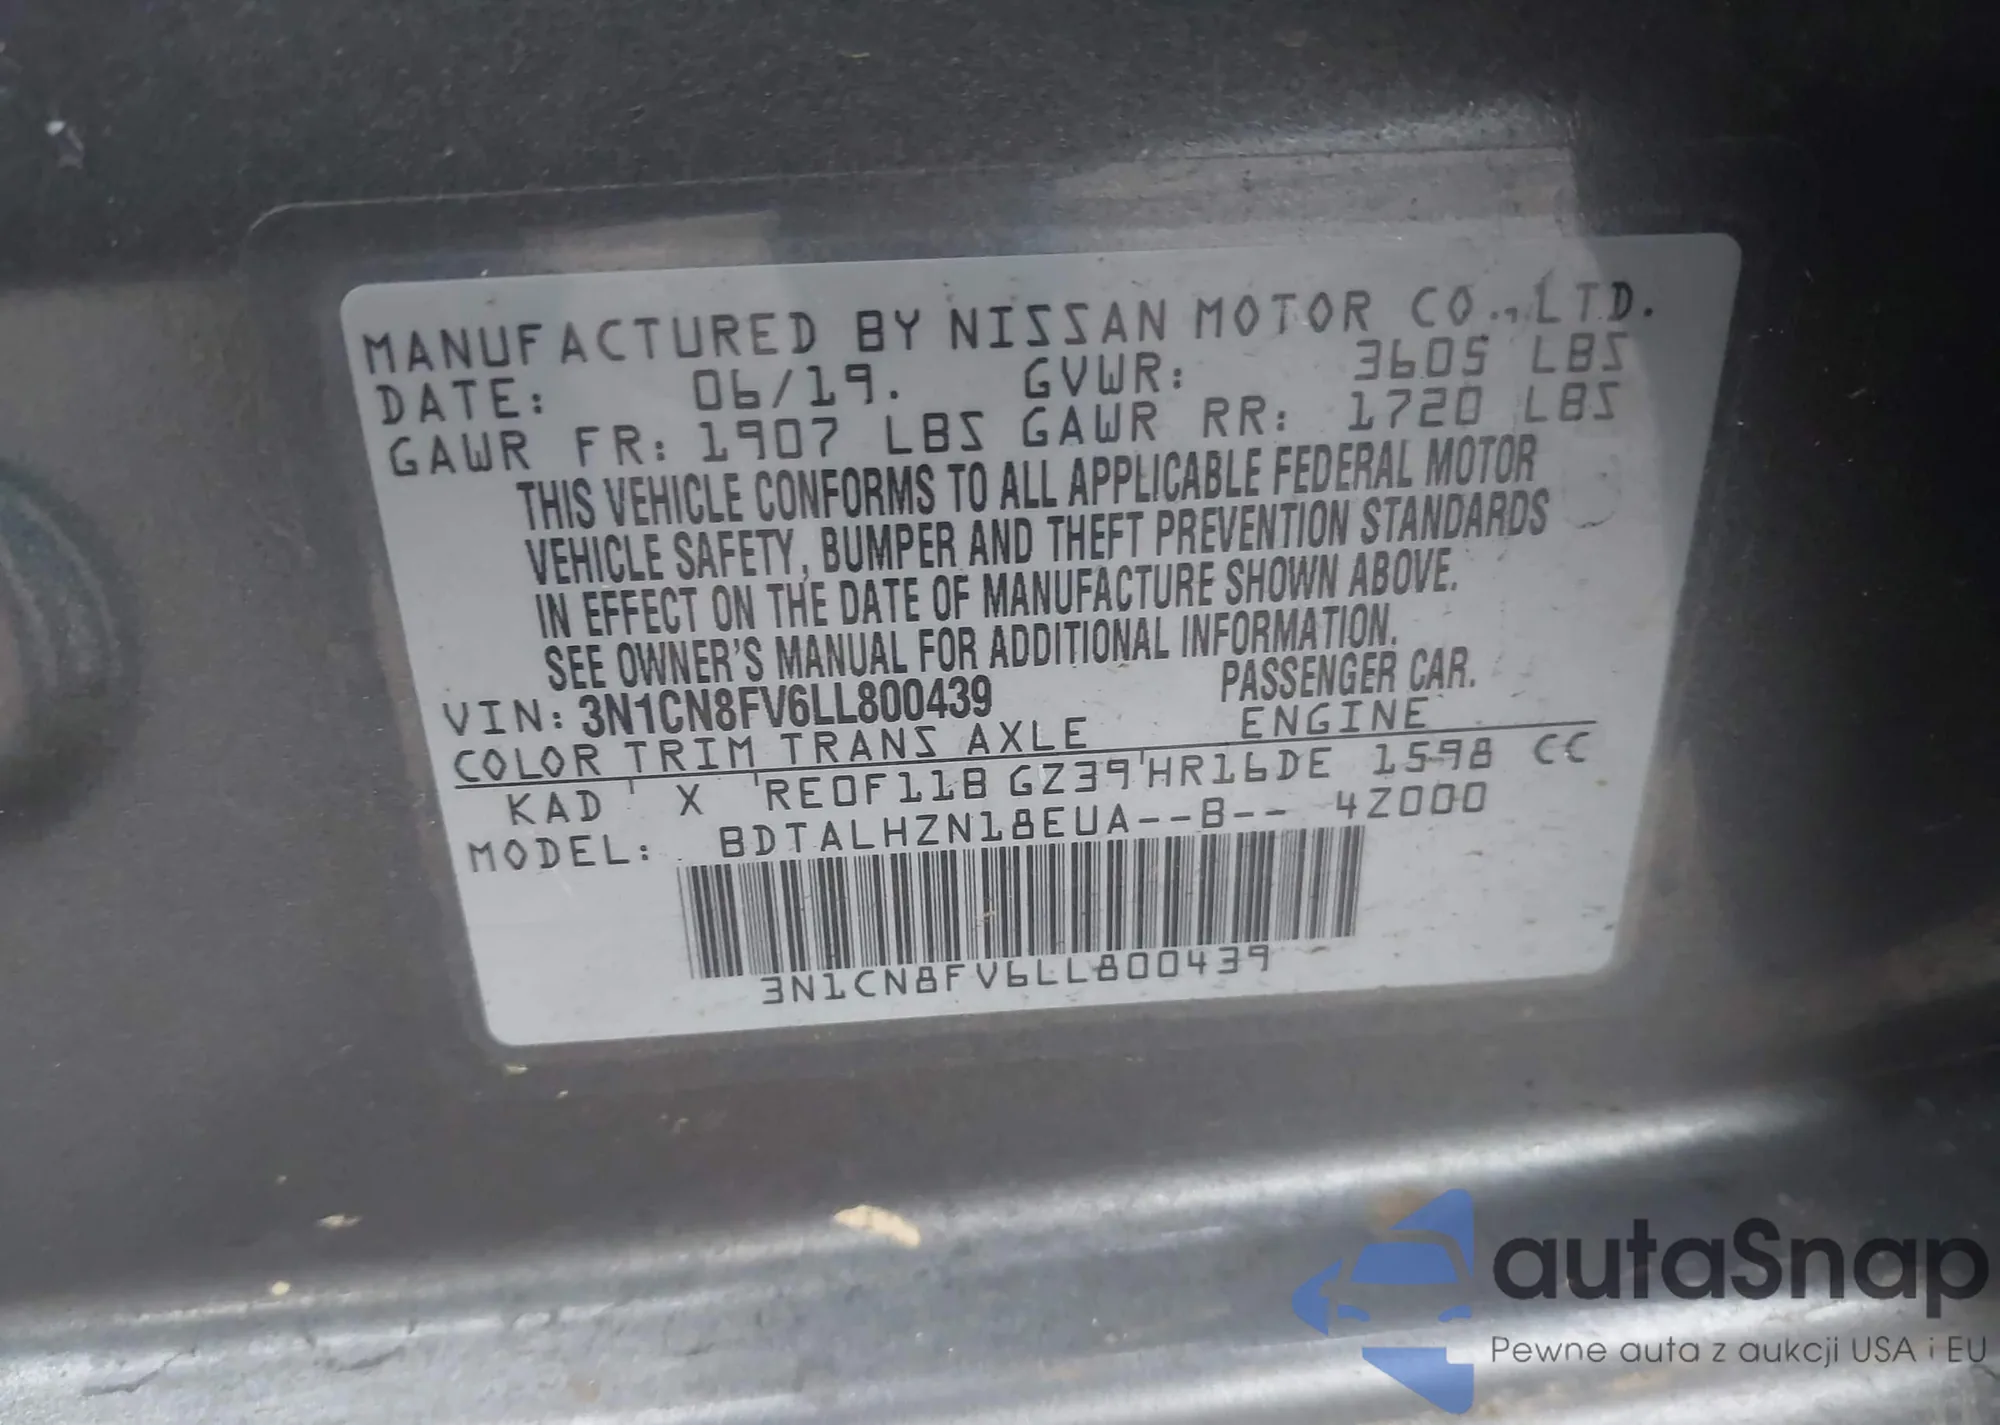 MANUFACTURED BY NISSAN MOTOR CO., LTD.
DATE: 06/19. GVWR: 3605 LBS
GAWR FR: 1907 LBS GAWR RR: 1720 LBS
THIS VEHICLE CONFORMS TO ALL APPLICABLE FEDERAL MOTOR
VEHICLE SAFETY, BUMPER AND THEFT PREVENTION STANDARDS
IN EFFECT ON THE DATE OF MANUFACTURE SHOWN ABOVE.
SEE OWNER'S MANUAL FOR ADDITIONAL INFORMATION.
VIN: 3N1CN8FV6LL800439 PASSENGER CAR.
COLOR TRIM TRANS AXLE ENGINE
KAD X RE0F11B GZ39 HR16DE 1598 CC
MODEL: BDTALHZN18EUA--B-- 4Z000
3N1CN8FV6LL800439
autaSnap
Pewne auta z aukcji USA i EU